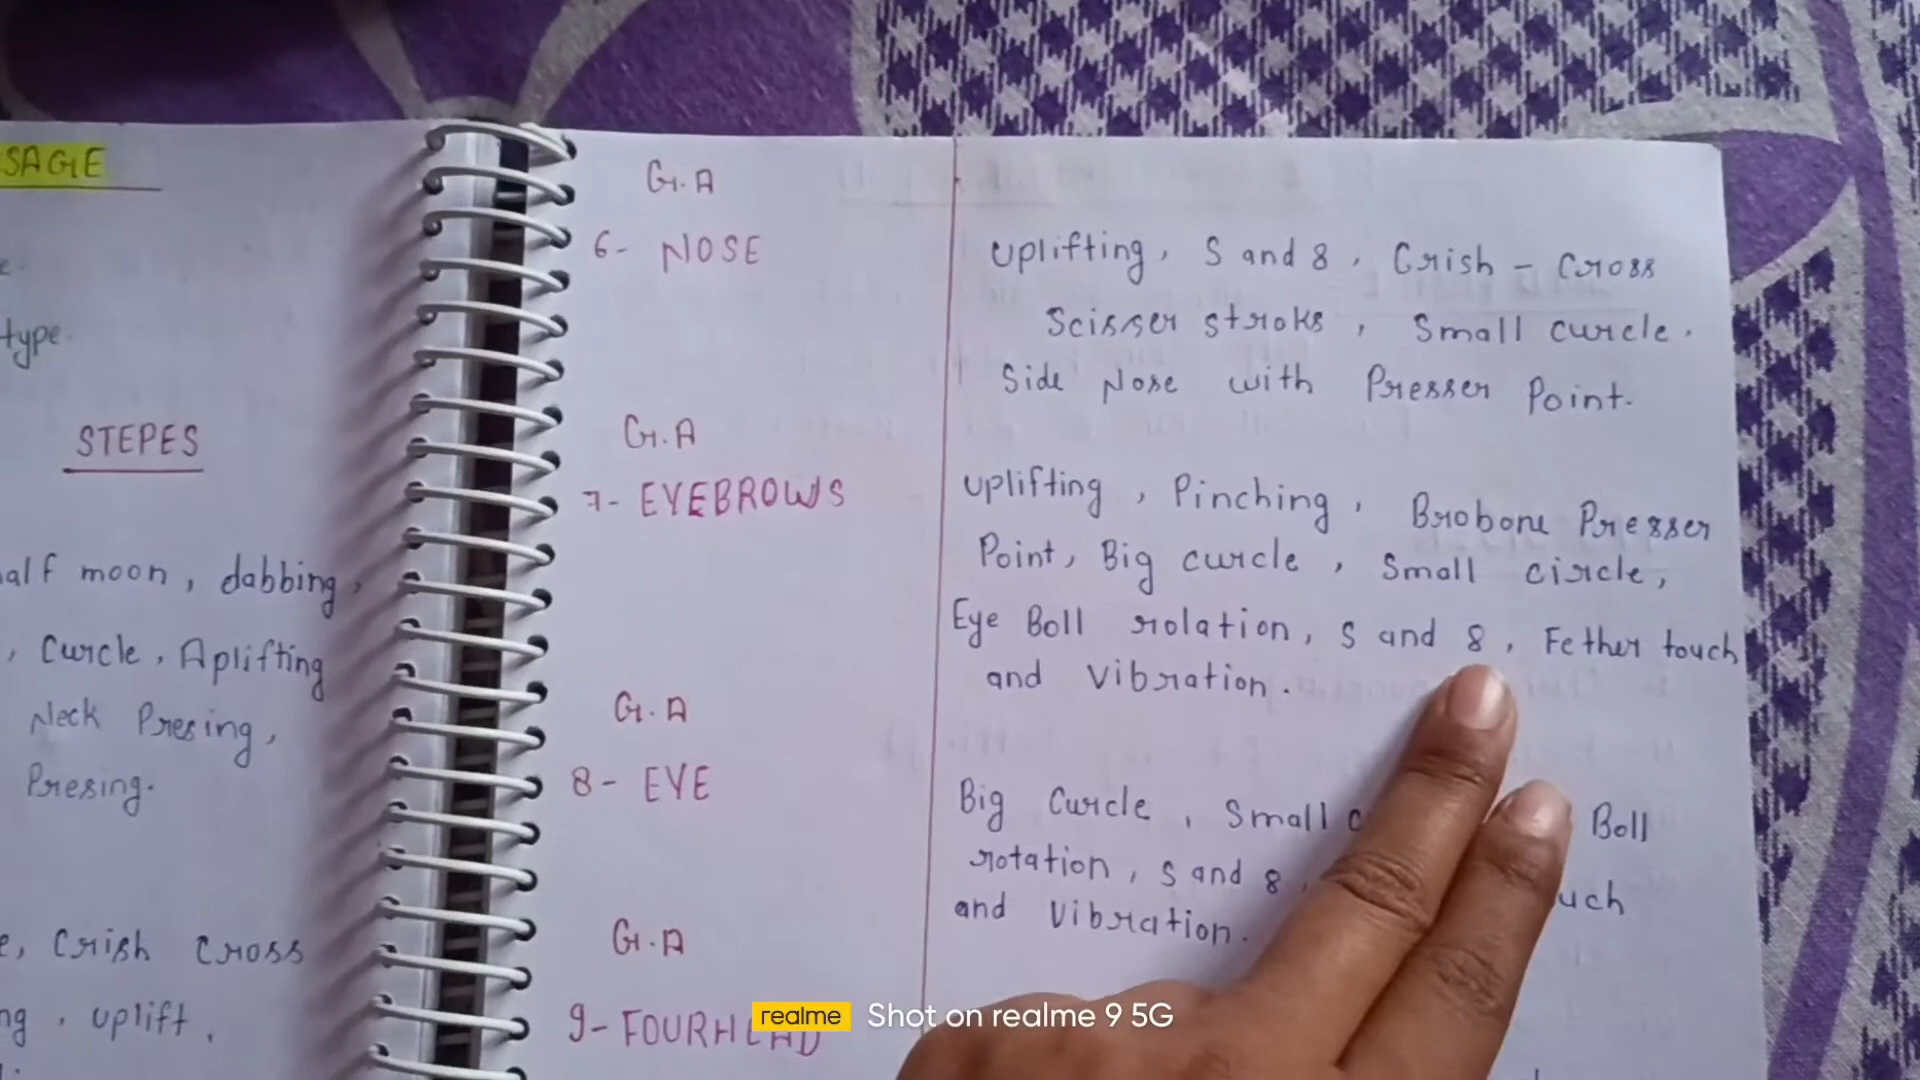 SAGE
type.
STEPES
alf moon, dabbing,
, Curcle, Aplifting
Neck Presing,
Presing.
e, Crish Cross
ng, uplift.
G.A
6- NOSE
Uplifting, S and 8, Crish - Cross
Scisser stroks, Small curcle.
Side Nose with Presser Point.
G.A
7- EYEBROWS
Uplifting, Pinching, Brobone Presser
Point, Big curcle, Small circle,
Eye Boll rolation, S and 8, Fether touch
and Vibration.
G.A
8- EYE
Big Curcle, Small c Boll
rotation, S and 8, uch
and Vibration.
G.A
9- FOURHEAD
realme Shot on realme 9 5G